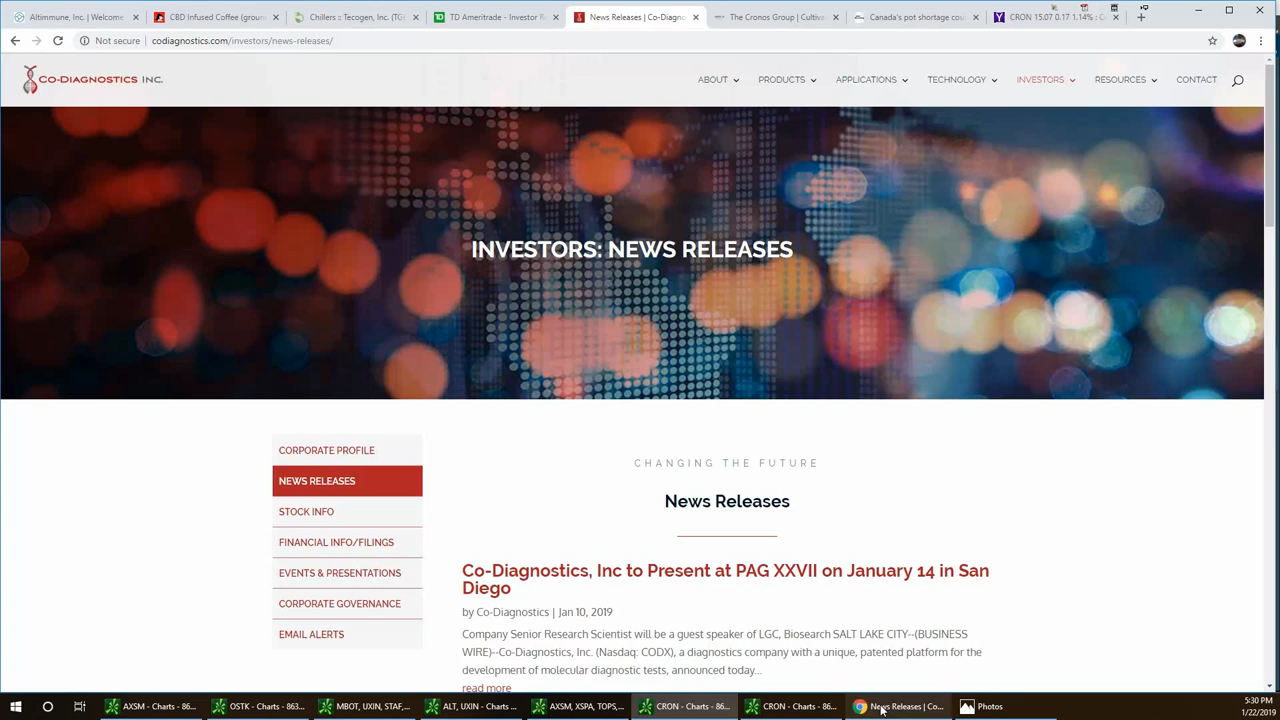 Altimmune, Inc. | Welcome
CBD Infused Coffee (groun
Chillers :: Tecogen, Inc. (TG
TD Ameritrade - Investor R
News Releases | Co-Diagno
The Cronos Group | Cultiva
Canada's pot shortage cou
CRON 15.07 0.17 1.14% : C
Not secure | codiagnostics.com/investors/news-releases/
CO-DIAGNOSTICS INC.
ABOUT
PRODUCTS
APPLICATIONS
TECHNOLOGY
INVESTORS
RESOURCES
CONTACT
INVESTORS: NEWS RELEASES
CORPORATE PROFILE
NEWS RELEASES
STOCK INFO
FINANCIAL INFO/FILINGS
EVENTS & PRESENTATIONS
CORPORATE GOVERNANCE
EMAIL ALERTS
CHANGING THE FUTURE
News Releases
Co-Diagnostics, Inc to Present at PAG XXVII on January 14 in San
Diego
by Co-Diagnostics | Jan 10, 2019
Company Senior Research Scientist will be a guest speaker of LGC, Biosearch SALT LAKE CITY--(BUSINESS
WIRE)--Co-Diagnostics, Inc. (Nasdaq: CODX), a diagnostics company with a unique, patented platform for the
development of molecular diagnostic tests, announced today...
read more
AXSM - Charts - 86...
OSTK - Charts - 863...
MBOT, UXIN, STAF,...
ALT, UXIN - Charts ...
AXSM, XSPA, TOPS,...
CRON - Charts - 86...
CRON - Charts - 86...
News Releases | Co...
Photos
5:30 PM
1/22/2019